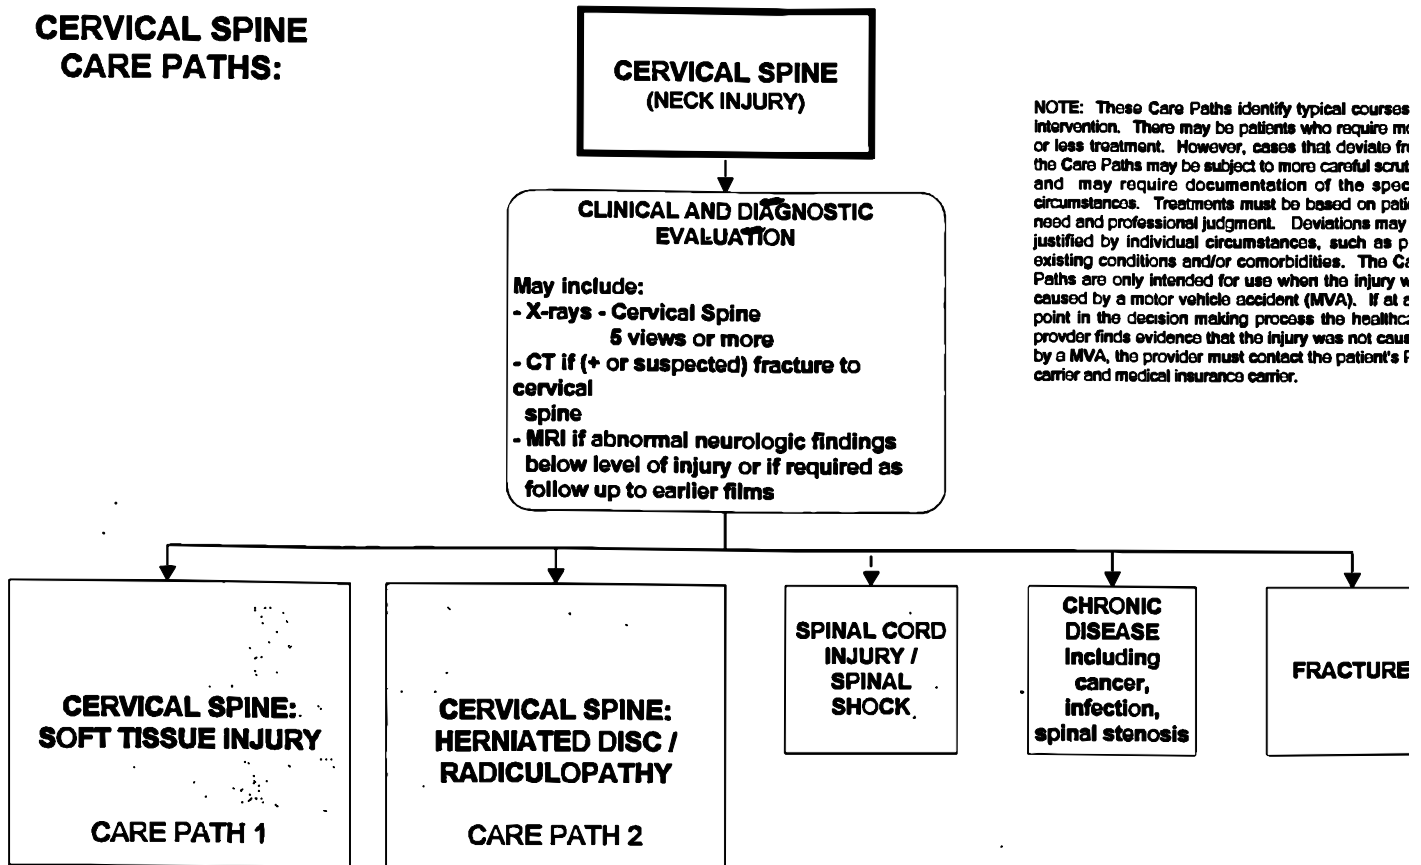 CERVICAL SPINE
CARE PATHS:
CERVICAL SPINE
(NECK INJURY)
NOTE: These Care Paths identify typical courses
intervention. There may be patients who require
or less treatment. However, cases that deviate
the Care Paths may be subject to more careful
and may require documentation of the
circumstances. Treatments must be based on
need and professional judgment. Deviations may
justified by individual circumstances, such as
existing conditions and/or comorbidities. The
Paths are only intended for use when the injury
caused by a motor vehicle accident (MVA). If at
point in the decision making process the
provder finds evidence that the injury was not
by a MVA, the provider must contact the patient's
carrier and medical insurance carrier.
CLINICAL AND DIAGNOSTIC
EVALUATION
May include:
- X-rays - Cervical Spine
5 views or more
- CT if (+ or suspected) fracture to
cervical
spine
- MRI if abnormal neurologic findings
below level of injury or if required as
follow up to earlier films
CERVICAL SPINE:
SOFT TISSUE INJURY
CARE PATH 1
CERVICAL SPINE:
HERNIATED DISC /
RADICULOPATHY
CARE PATH 2
SPINAL CORD
INJURY /
SPINAL
SHOCK
CHRONIC
DISEASE
including
cancer,
infection,
spinal stenosis
FRACTURE